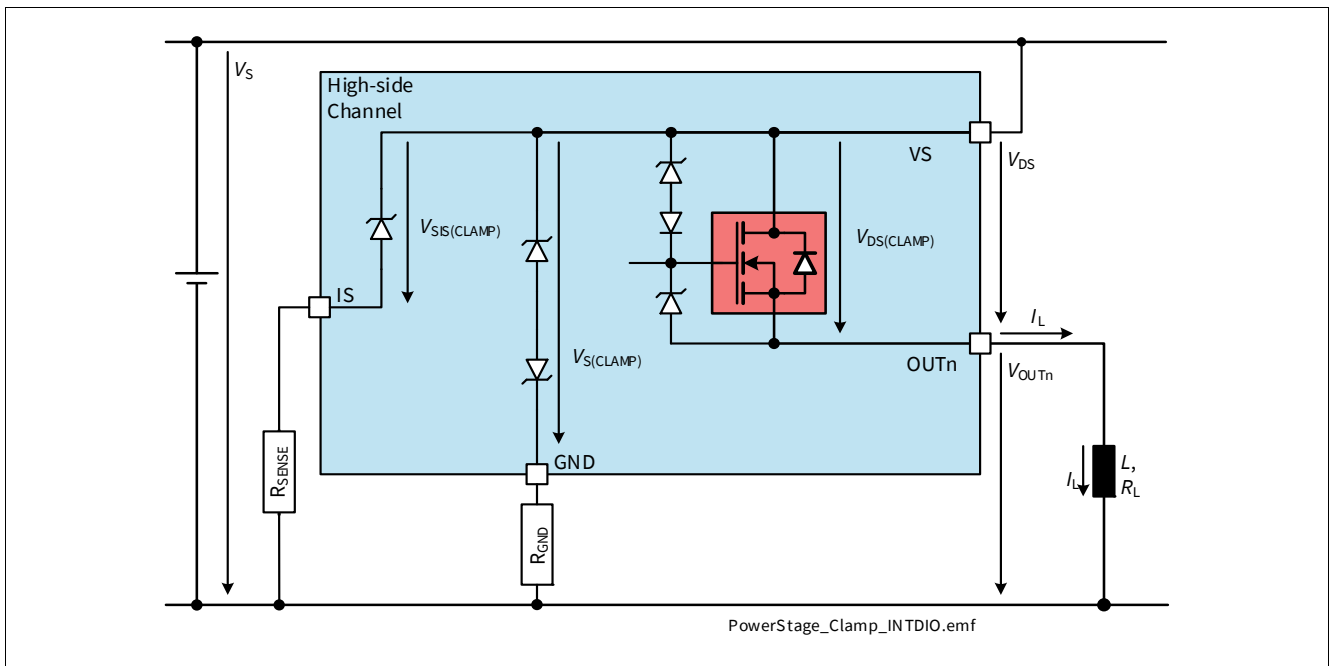 VS
High-side
Channel
VS
VDS
VSIS(CLAMP)
VDS(CLAMP)
IS
IL
VS(CLAMP)
OUTn
VOUTn
GND
RSENSE
L,
IL
RL
RGND
PowerStage_Clamp_INTDIO.emf